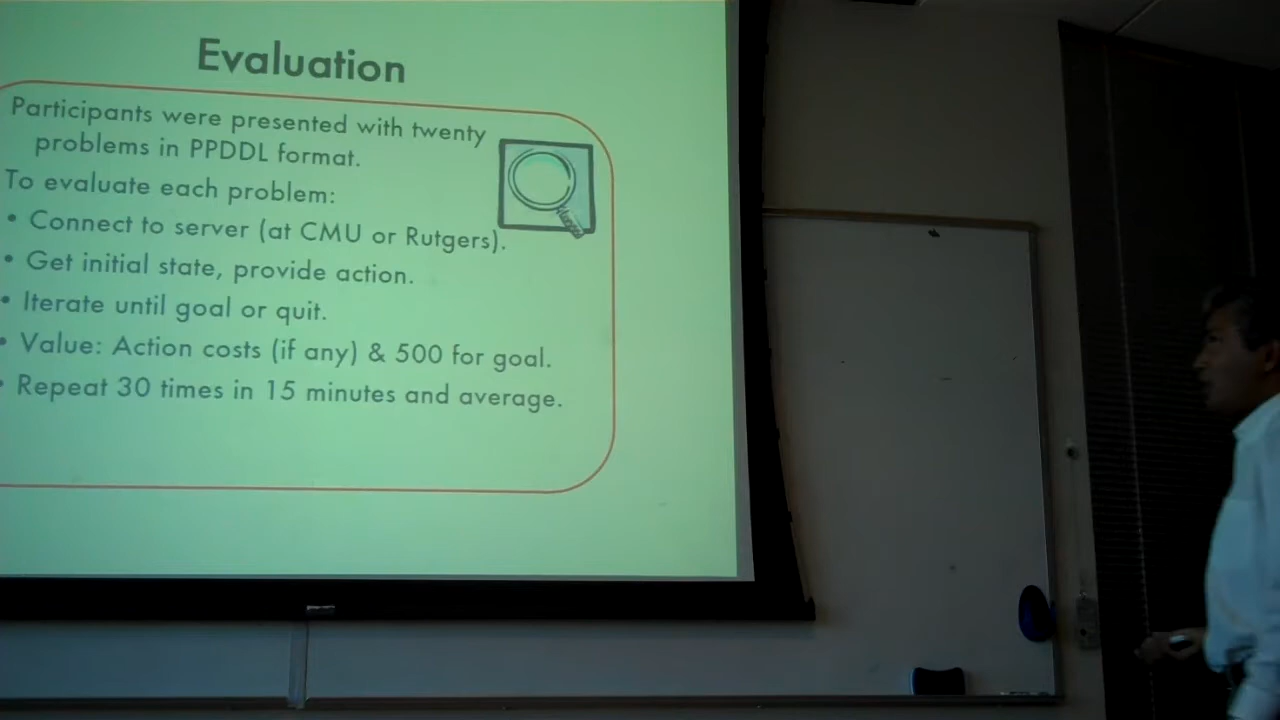 Evaluation
Participants were presented with twenty
problems in PPDDL format.
To evaluate each problem:
• Connect to server (at CMU or Rutgers).
• Get initial state, provide action.
• Iterate until goal or quit.
• Value: Action costs (if any) & 500 for goal.
• Repeat 30 times in 15 minutes and average.